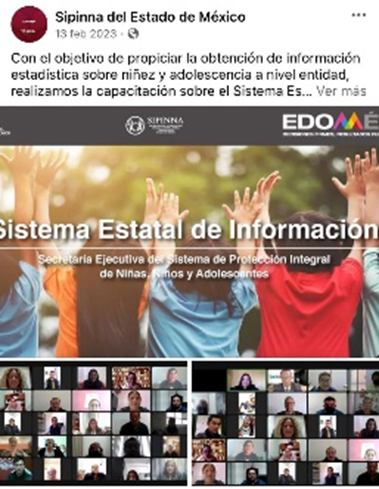 Sipinna del Estado de México
13 feb 2023 ·
Con el objetivo de propiciar la obtención de información
estadística sobre niñez y adolescencia a nivel entidad,
realizamos la capacitación sobre el Sistema Es... Ver más
SIPINNA
EDOMÉ
Sistema Estatal de Información
Secretaría Ejecutiva del Sistema de Protección Integral
de Niñas, Niños y Adolescentes